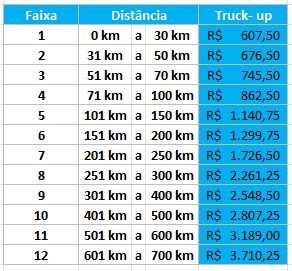 Faixa Distância Truck- up
1 0 km a 30 km R$ 607,50
2 31 km a 50 km R$ 676,50
3 51 km a 70 km R$ 745,50
4 71 km a 100 km R$ 862,50
5 101 km a 150 km R$ 1.140,75
6 151 km a 200 km R$ 1.299,75
7 201 km a 250 km R$ 1.726,50
8 251 km a 300 km R$ 2.261,25
9 301 km a 400 km R$ 2.548,50
10 401 km a 500 km R$ 2.807,25
11 501 km a 600 km R$ 3.189,00
12 601 km a 700 km R$ 3.710,25